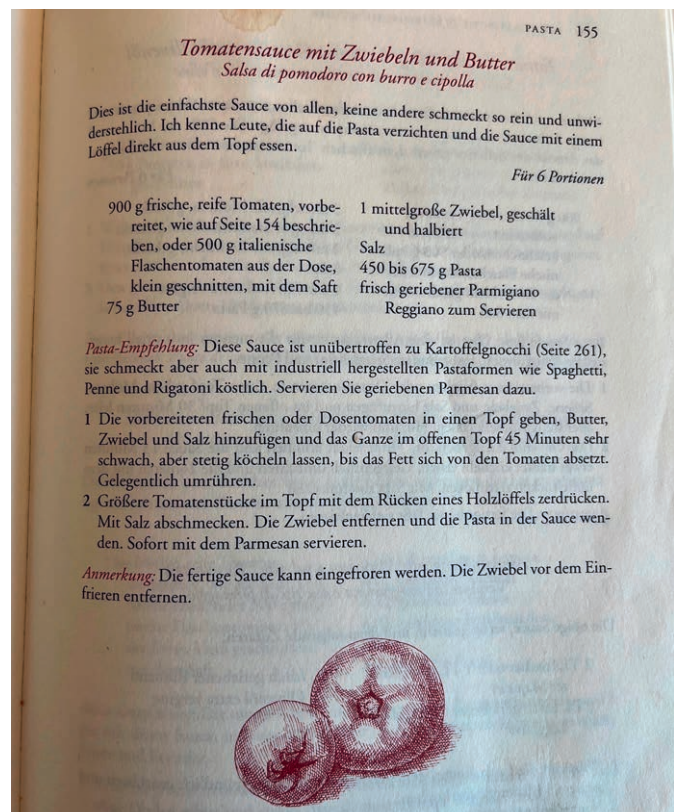 PASTA 155
Tomatensauce mit Zwiebeln und Butter
Salsa di pomodoro con burro e cipolla
Dies ist die einfachste Sauce von allen, keine andere schmeckt so rein und unwi-
derstehlich. Ich kenne Leute, die auf die Pasta verzichten und die Sauce mit einem
Löffel direkt aus dem Topf essen.
Für 6 Portionen
900 g frische, reife Tomaten, vorbe-
reitet, wie auf Seite 154 beschrie-
ben, oder 500 g italienische
Flaschentomaten aus der Dose,
klein geschnitten, mit dem Saft
75 g Butter
1 mittelgroße Zwiebel, geschält
und halbiert
Salz
450 bis 675 g Pasta
frisch geriebener Parmigiano
Reggiano zum Servieren
Pasta-Empfehlung: Diese Sauce ist unübertroffen zu Kartoffelgnocchi (Seite 261),
sie schmeckt aber auch mit industriell hergestellten Pastaformen wie Spaghetti,
Penne und Rigatoni köstlich. Servieren Sie geriebenen Parmesan dazu.
1 Die vorbereiteten frischen oder Dosentomaten in einen Topf geben, Butter,
Zwiebel und Salz hinzufügen und das Ganze im offenen Topf 45 Minuten sehr
schwach, aber stetig köcheln lassen, bis das Fett sich von den Tomaten absetzt.
Gelegentlich umrühren.
2 Größere Tomatenstücke im Topf mit dem Rücken eines Holzlöffels zerdrücken.
Mit Salz abschmecken. Die Zwiebel entfernen und die Pasta in der Sauce wen-
den. Sofort mit dem Parmesan servieren.
Anmerkung: Die fertige Sauce kann eingefroren werden. Die Zwiebel vor dem Ein-
frieren entfernen.